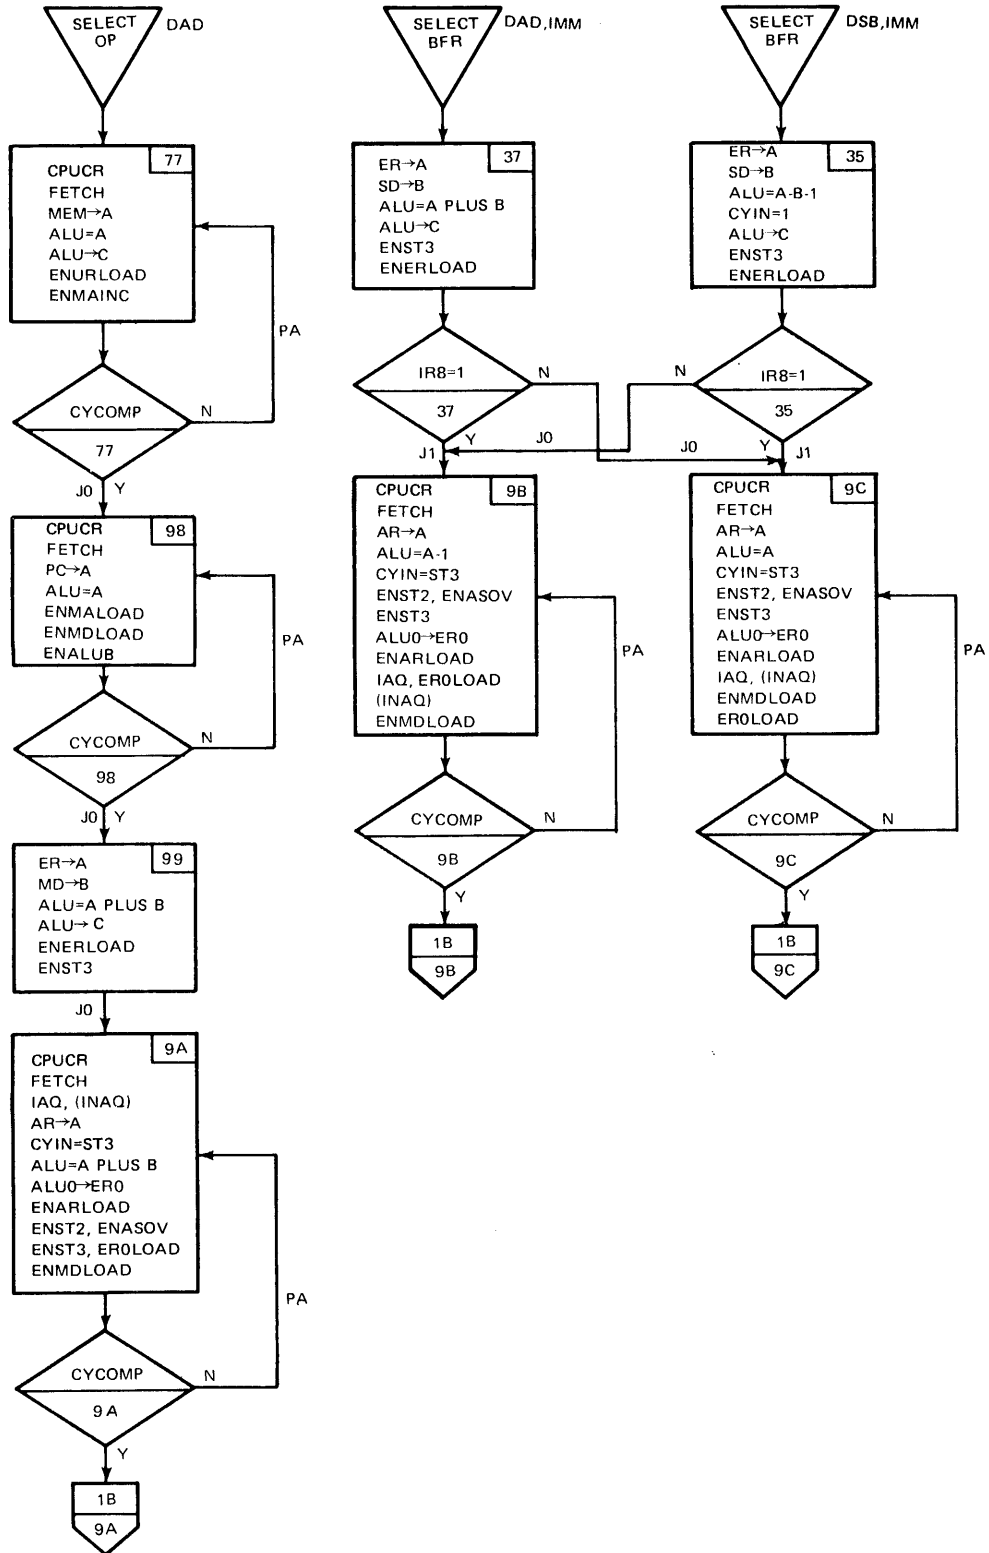 SELECT
OP
DAD
77
CPUCR
FETCH
MEM→A
ALU=A
ALU→C
ENURLOAD
ENMAINC
PA
CYCOMP
N
77
J0 Y
98
CPUCR
FETCH
PC→A
ALU=A
ENMALOAD
ENMDLOAD
ENALUB
PA
CYCOMP
N
98
J0 Y
99
ER→A
MD→B
ALU=A PLUS B
ALU→C
ENERLOAD
ENST3
J0
9A
CPUCR
FETCH
IAQ, (INAQ)
AR→A
CYIN=ST3
ALU=A PLUS B
ALU0→ER0
ENARLOAD
ENST2, ENASOV
ENST3, ER0LOAD
ENMDLOAD
PA
CYCOMP
N
9A
Y
1B
9A
SELECT
BFR
DAD,IMM
37
ER→A
SD→B
ALU=A PLUS B
ALU→C
ENST3
ENERLOAD
IR8=1
N
37
Y
J1
J0
9B
CPUCR
FETCH
AR→A
ALU=A-1
CYIN=ST3
ENST2, ENASOV
ENST3
ALU0→ER0
ENARLOAD
IAQ, ER0LOAD
(INAQ)
ENMDLOAD
PA
CYCOMP
N
9B
Y
1B
9B
SELECT
BFR
DSB,IMM
35
ER→A
SD→B
ALU=A-B-1
CYIN=1
ALU→C
ENST3
ENERLOAD
N
IR8=1
35
J0
Y
J1
9C
CPUCR
FETCH
AR→A
ALU=A
CYIN=ST3
ENST2, ENASOV
ENST3
ALU0→ER0
ENARLOAD
IAQ, (INAQ)
ENMDLOAD
ER0LOAD
PA
CYCOMP
N
9C
Y
1B
9C